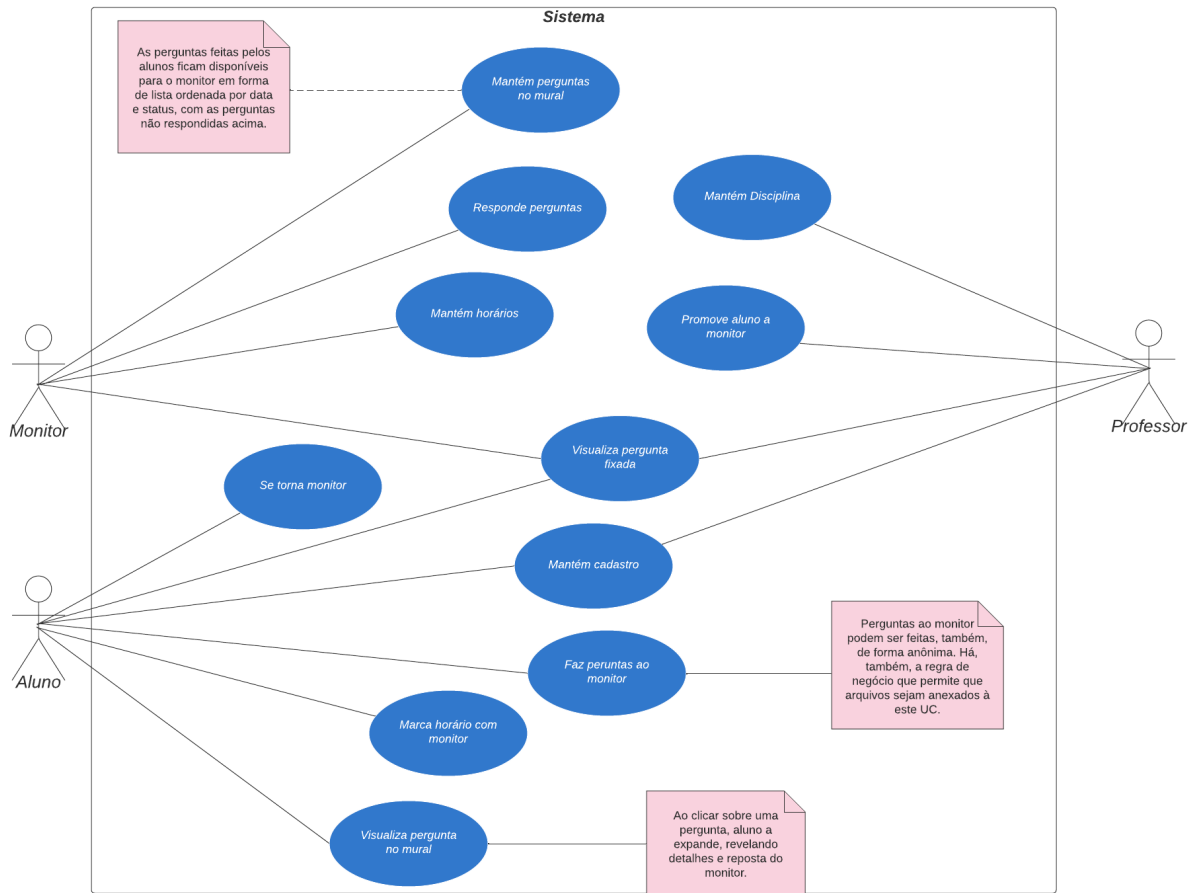 Sistema
As perguntas feitas pelos
alunos ficam disponíveis
para o monitor em forma
de lista ordenada por data
e status, com as perguntas
não respondidas acima.
Mantém perguntas
no mural
Mantém Disciplina
Responde perguntas
Mantém horários
Promove aluno a
monitor
Monitor
Professor
Visualiza pergunta
fixada
Se torna monitor
Mantém cadastro
Aluno
Faz peruntas ao
monitor
Perguntas ao monitor
podem ser feitas, também,
de forma anônima. Há,
também, a regra de
negócio que permite que
arquivos sejam anexados à
este UC.
Marca horário com
monitor
Visualiza pergunta
no mural
Ao clicar sobre uma
pergunta, aluno a
expande, revelando
detalhes e reposta do
monitor.